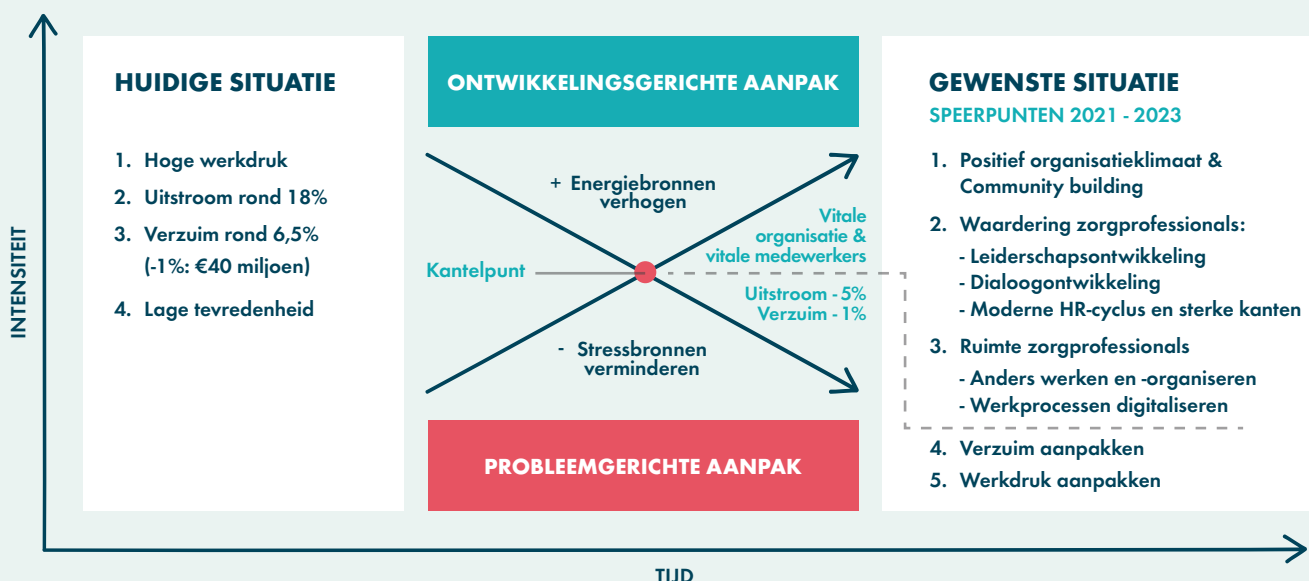 INTENSITEIT
HUIDIGE SITUATIE
1. Hoge werkdruk
2. Uitstroom rond 18%
3. Verzuim rond 6,5%
(-1%: €40 miljoen)
4. Lage tevredenheid
ONTWIKKELINGSGERICHTE AANPAK
+ Energiebronnen
verhogen
Kantelpunt
Vitale
organisatie &
vitale medewerkers
Uitstroom - 5%
Verzuim - 1%
- Stressbronnen
verminderen
PROBLEEMGERICHTE AANPAK
GEWENSTE SITUATIE
SPEERPUNTEN 2021 - 2023
1. Positief organisatieklimaat &
Community building
2. Waardering zorgprofessionals:
- Leiderschapsontwikkeling
- Dialoogontwikkeling
- Moderne HR-cyclus en sterke kanten
3. Ruimte zorgprofessionals
- Anders werken en -organiseren
- Werkprocessen digitaliseren
4. Verzuim aanpakken
5. Werkdruk aanpakken
TIJD